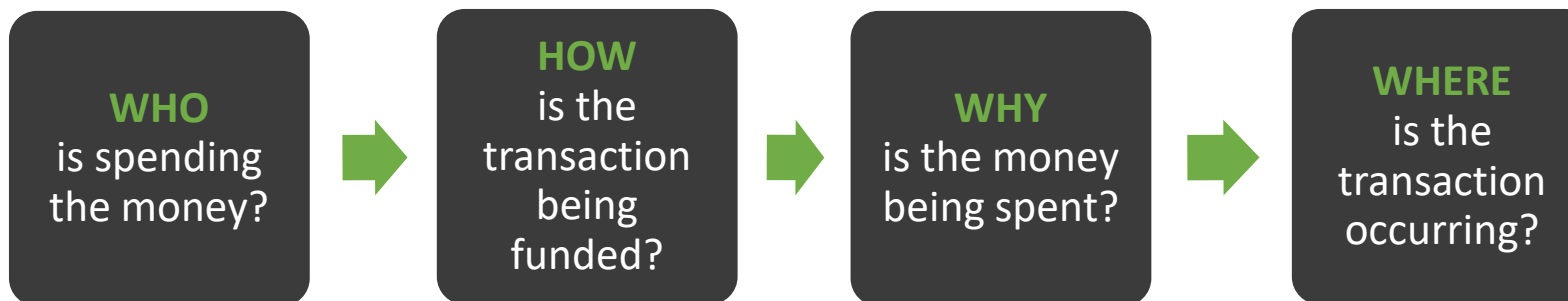 WHO
is spending
the money?
HOW
is the
transaction
being
funded?
WHY
is the money
being spent?
WHERE
is the
transaction
occurring?